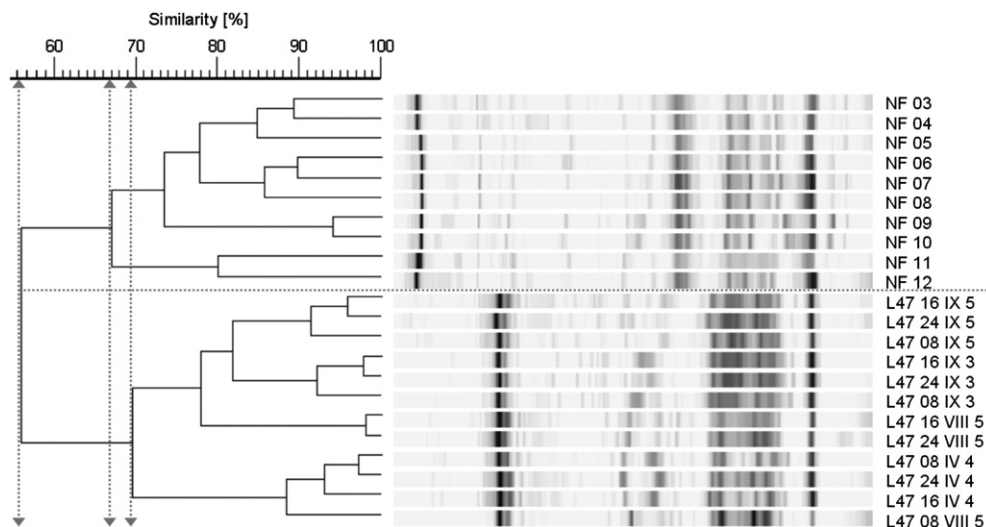 Similarity [%]
60 70 80 90 100
NF 03
NF 04
NF 05
NF 06
NF 07
NF 08
NF 09
NF 10
NF 11
NF 12
L47 16 IX 5
L47 24 IX 5
L47 08 IX 5
L47 16 IX 3
L47 24 IX 3
L47 08 IX 3
L47 16 VIII 5
L47 24 VIII 5
L47 08 IV 4
L47 24 IV 4
L47 16 IV 4
L47 08 VIII 5